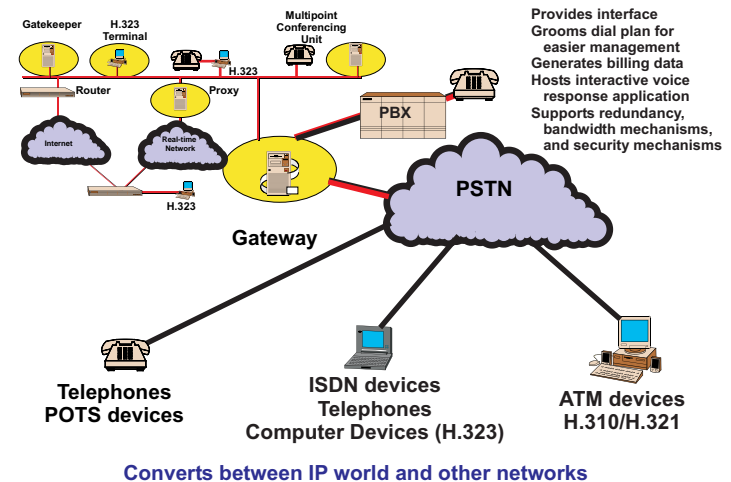 Gatekeeper
H.323
Terminal
Multipoint
Conferencing
Unit
H.323
Router
Proxy
Internet
Real-time
Network
H.323
Gateway
PBX
PSTN
Provides interface
Grooms dial plan for
easier management
Generates billing data
Hosts interactive voice
response application
Supports redundancy,
bandwidth mechanisms,
and security mechanisms
Telephones
POTS devices
ISDN devices
Telephones
Computer Devices (H.323)
ATM devices
H.310/H.321
Converts between IP world and other networks